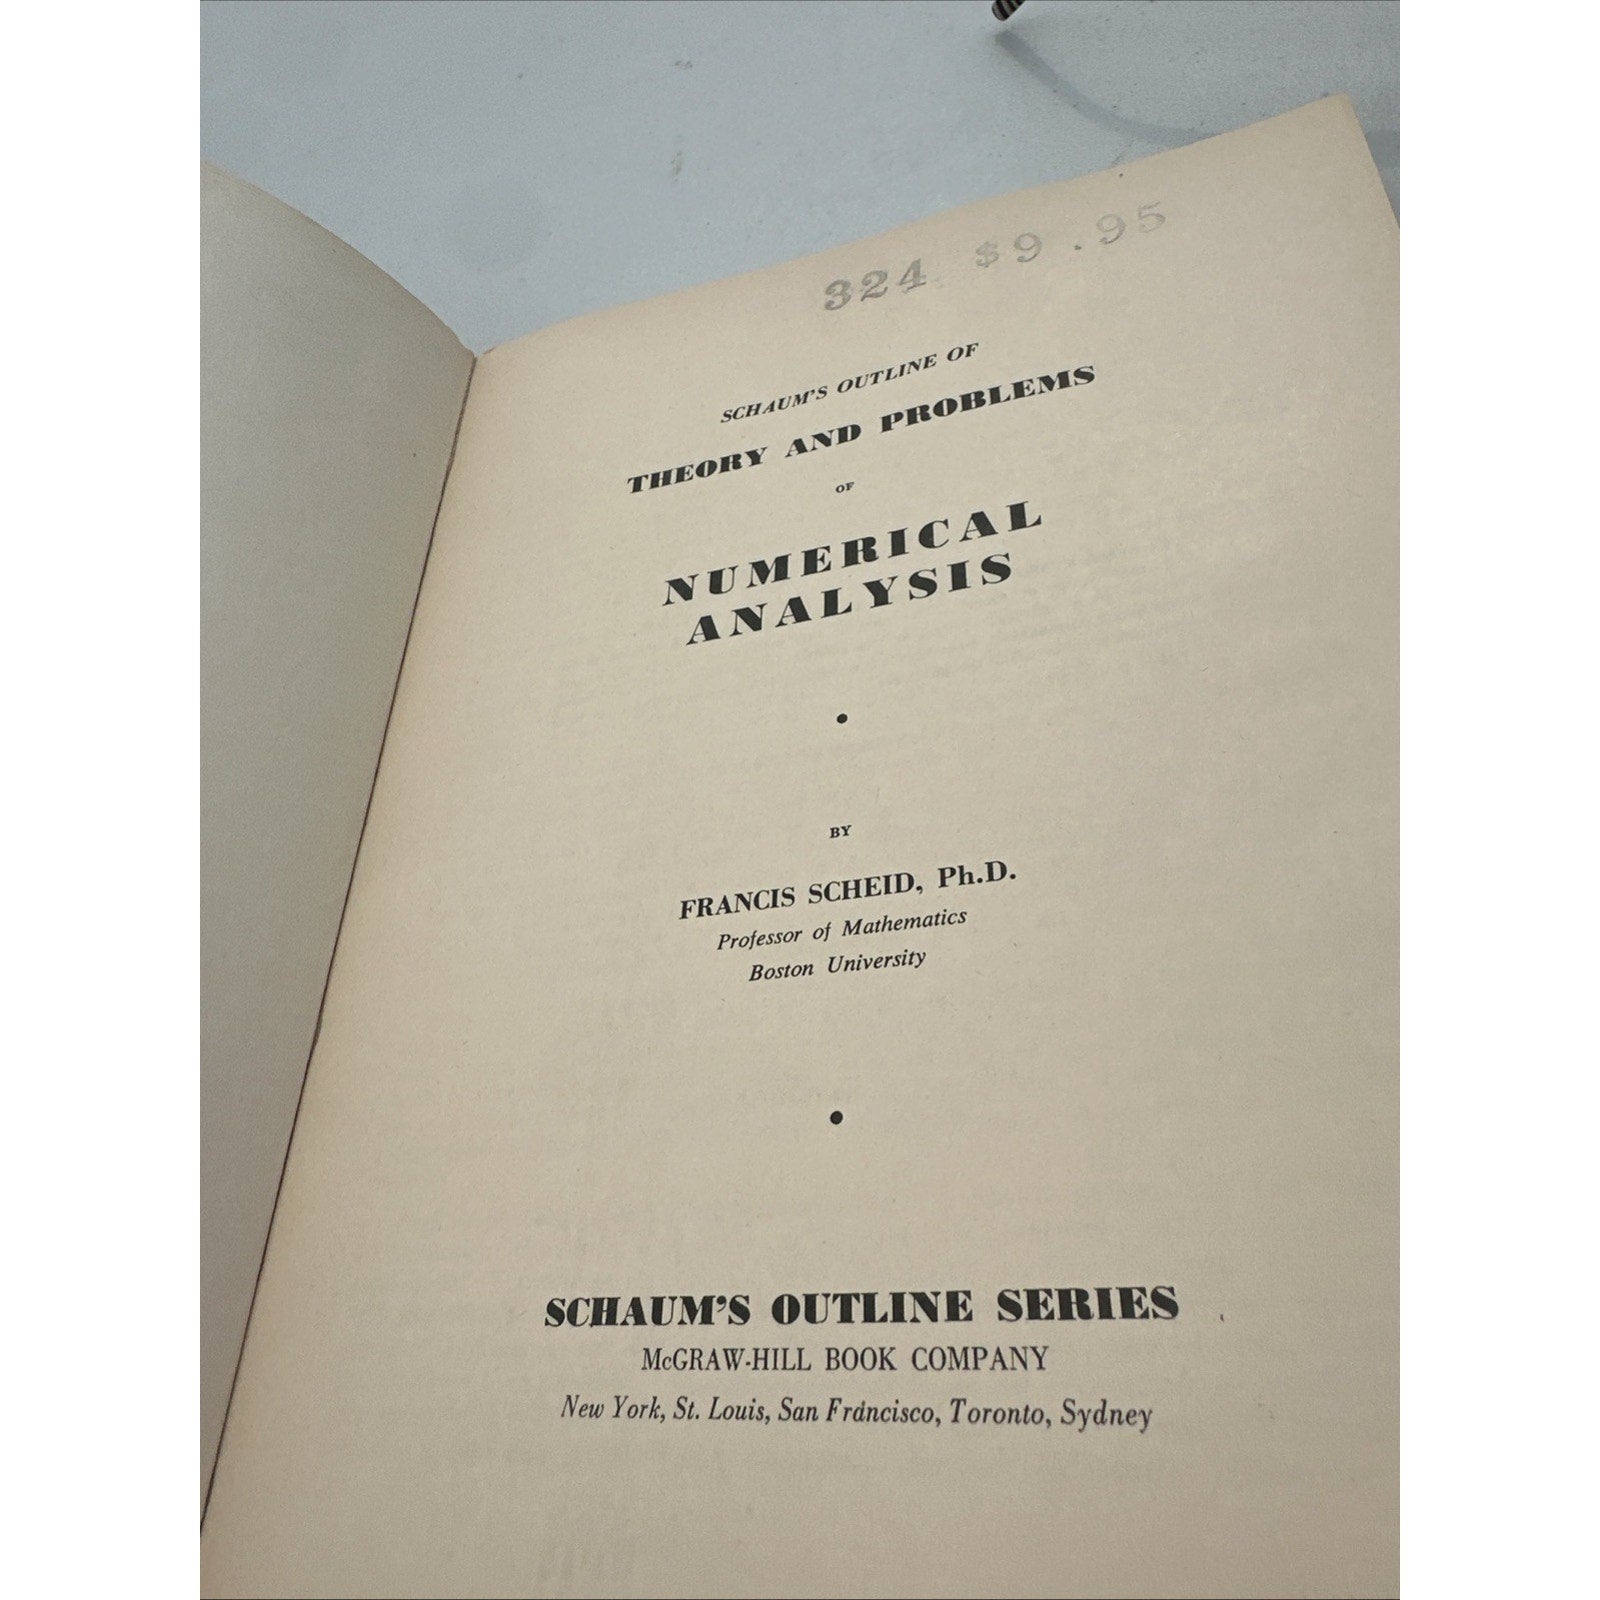 324 $9.95
SCHAUM'S OUTLINE OF
THEORY AND PROBLEMS
OF
NUMERICAL
ANALYSIS
•
BY
FRANCIS SCHEID, Ph.D.
Professor of Mathematics
Boston University
•
SCHAUM'S OUTLINE SERIES
McGRAW-HILL BOOK COMPANY
New York, St. Louis, San Francisco, Toronto, Sydney